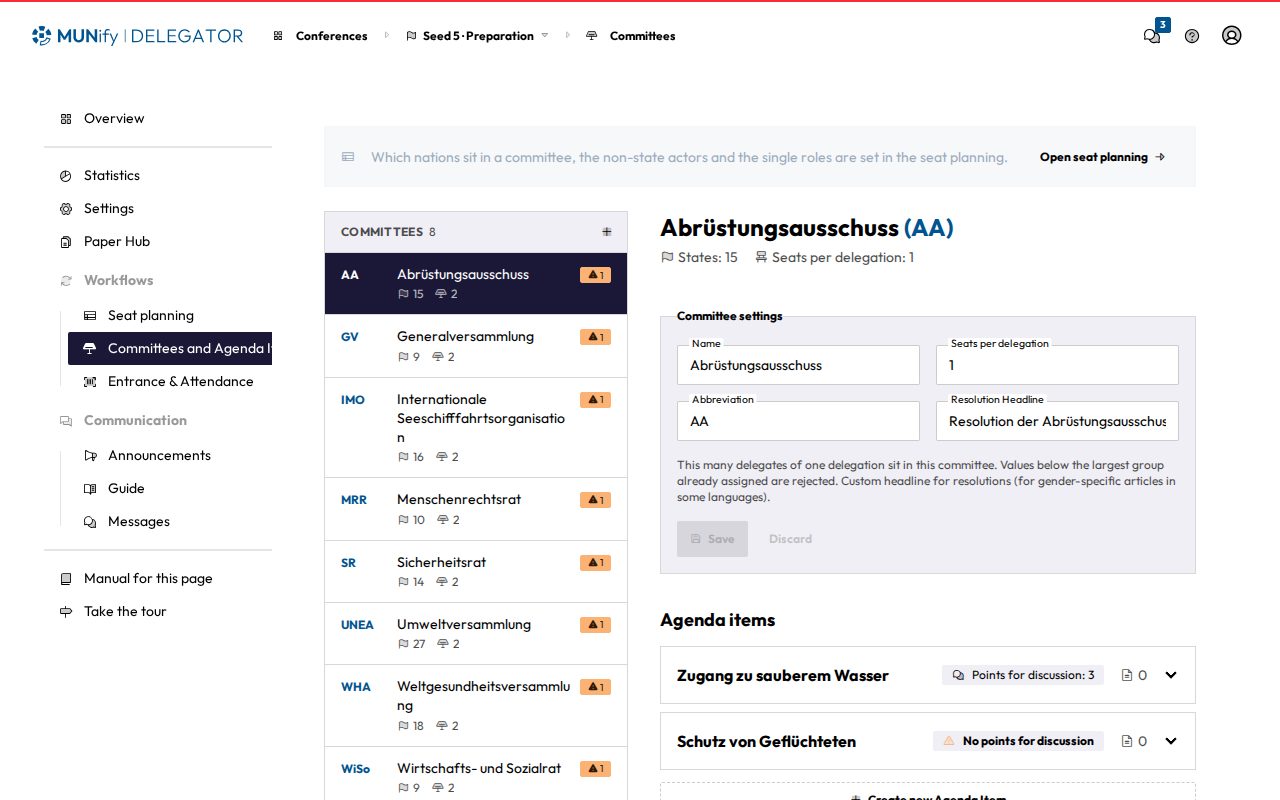 MUNify | DELEGATOR
Conferences
Seed 5 · Preparation
Committees
3
Overview
Statistics
Settings
Paper Hub
Workflows
Seat planning
Committees and Agenda I
Entrance & Attendance
Communication
Announcements
Guide
Messages
Manual for this page
Take the tour
Which nations sit in a committee, the non-state actors and the single roles are set in the seat planning.
Open seat planning
COMMITTEES 8
AA Abrüstungsausschuss 1
15 2
GV Generalversammlung 1
9 2
IMO Internationale 1
Seeschifffahrtsorganisatio
n
16 2
MRR Menschenrechtsrat 1
10 2
SR Sicherheitsrat 1
14 2
UNEA Umweltversammlung 1
27 2
WHA Weltgesundheitsversammlu 1
ng
18 2
WiSo Wirtschafts- und Sozialrat 1
9 2
Abrüstungsausschuss (AA)
States: 15 Seats per delegation: 1
Committee settings
Name
Abrüstungsausschuss
Seats per delegation
1
Abbreviation
AA
Resolution Headline
Resolution der Abrüstungsausschus
This many delegates of one delegation sit in this committee. Values below the largest group
already assigned are rejected. Custom headline for resolutions (for gender-specific articles in
some languages).
Save
Discard
Agenda items
Zugang zu sauberem Wasser Points for discussion: 3 0
Schutz von Geflüchteten No points for discussion 0
Create new Agenda Item